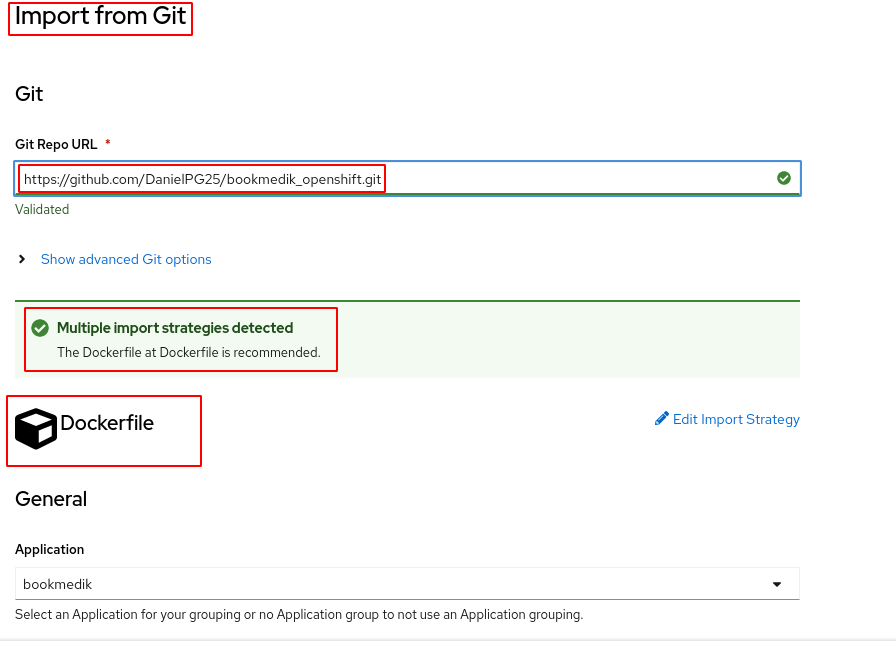 Import from Git
Git
Git Repo URL *
https://github.com/DanielPG25/bookmedik_openshift.git
Validated
Show advanced Git options
Multiple import strategies detected
The Dockerfile at Dockerfile is recommended.
Dockerfile
Edit Import Strategy
General
Application
bookmedik
Select an Application for your grouping or no Application group to not use an Application grouping.